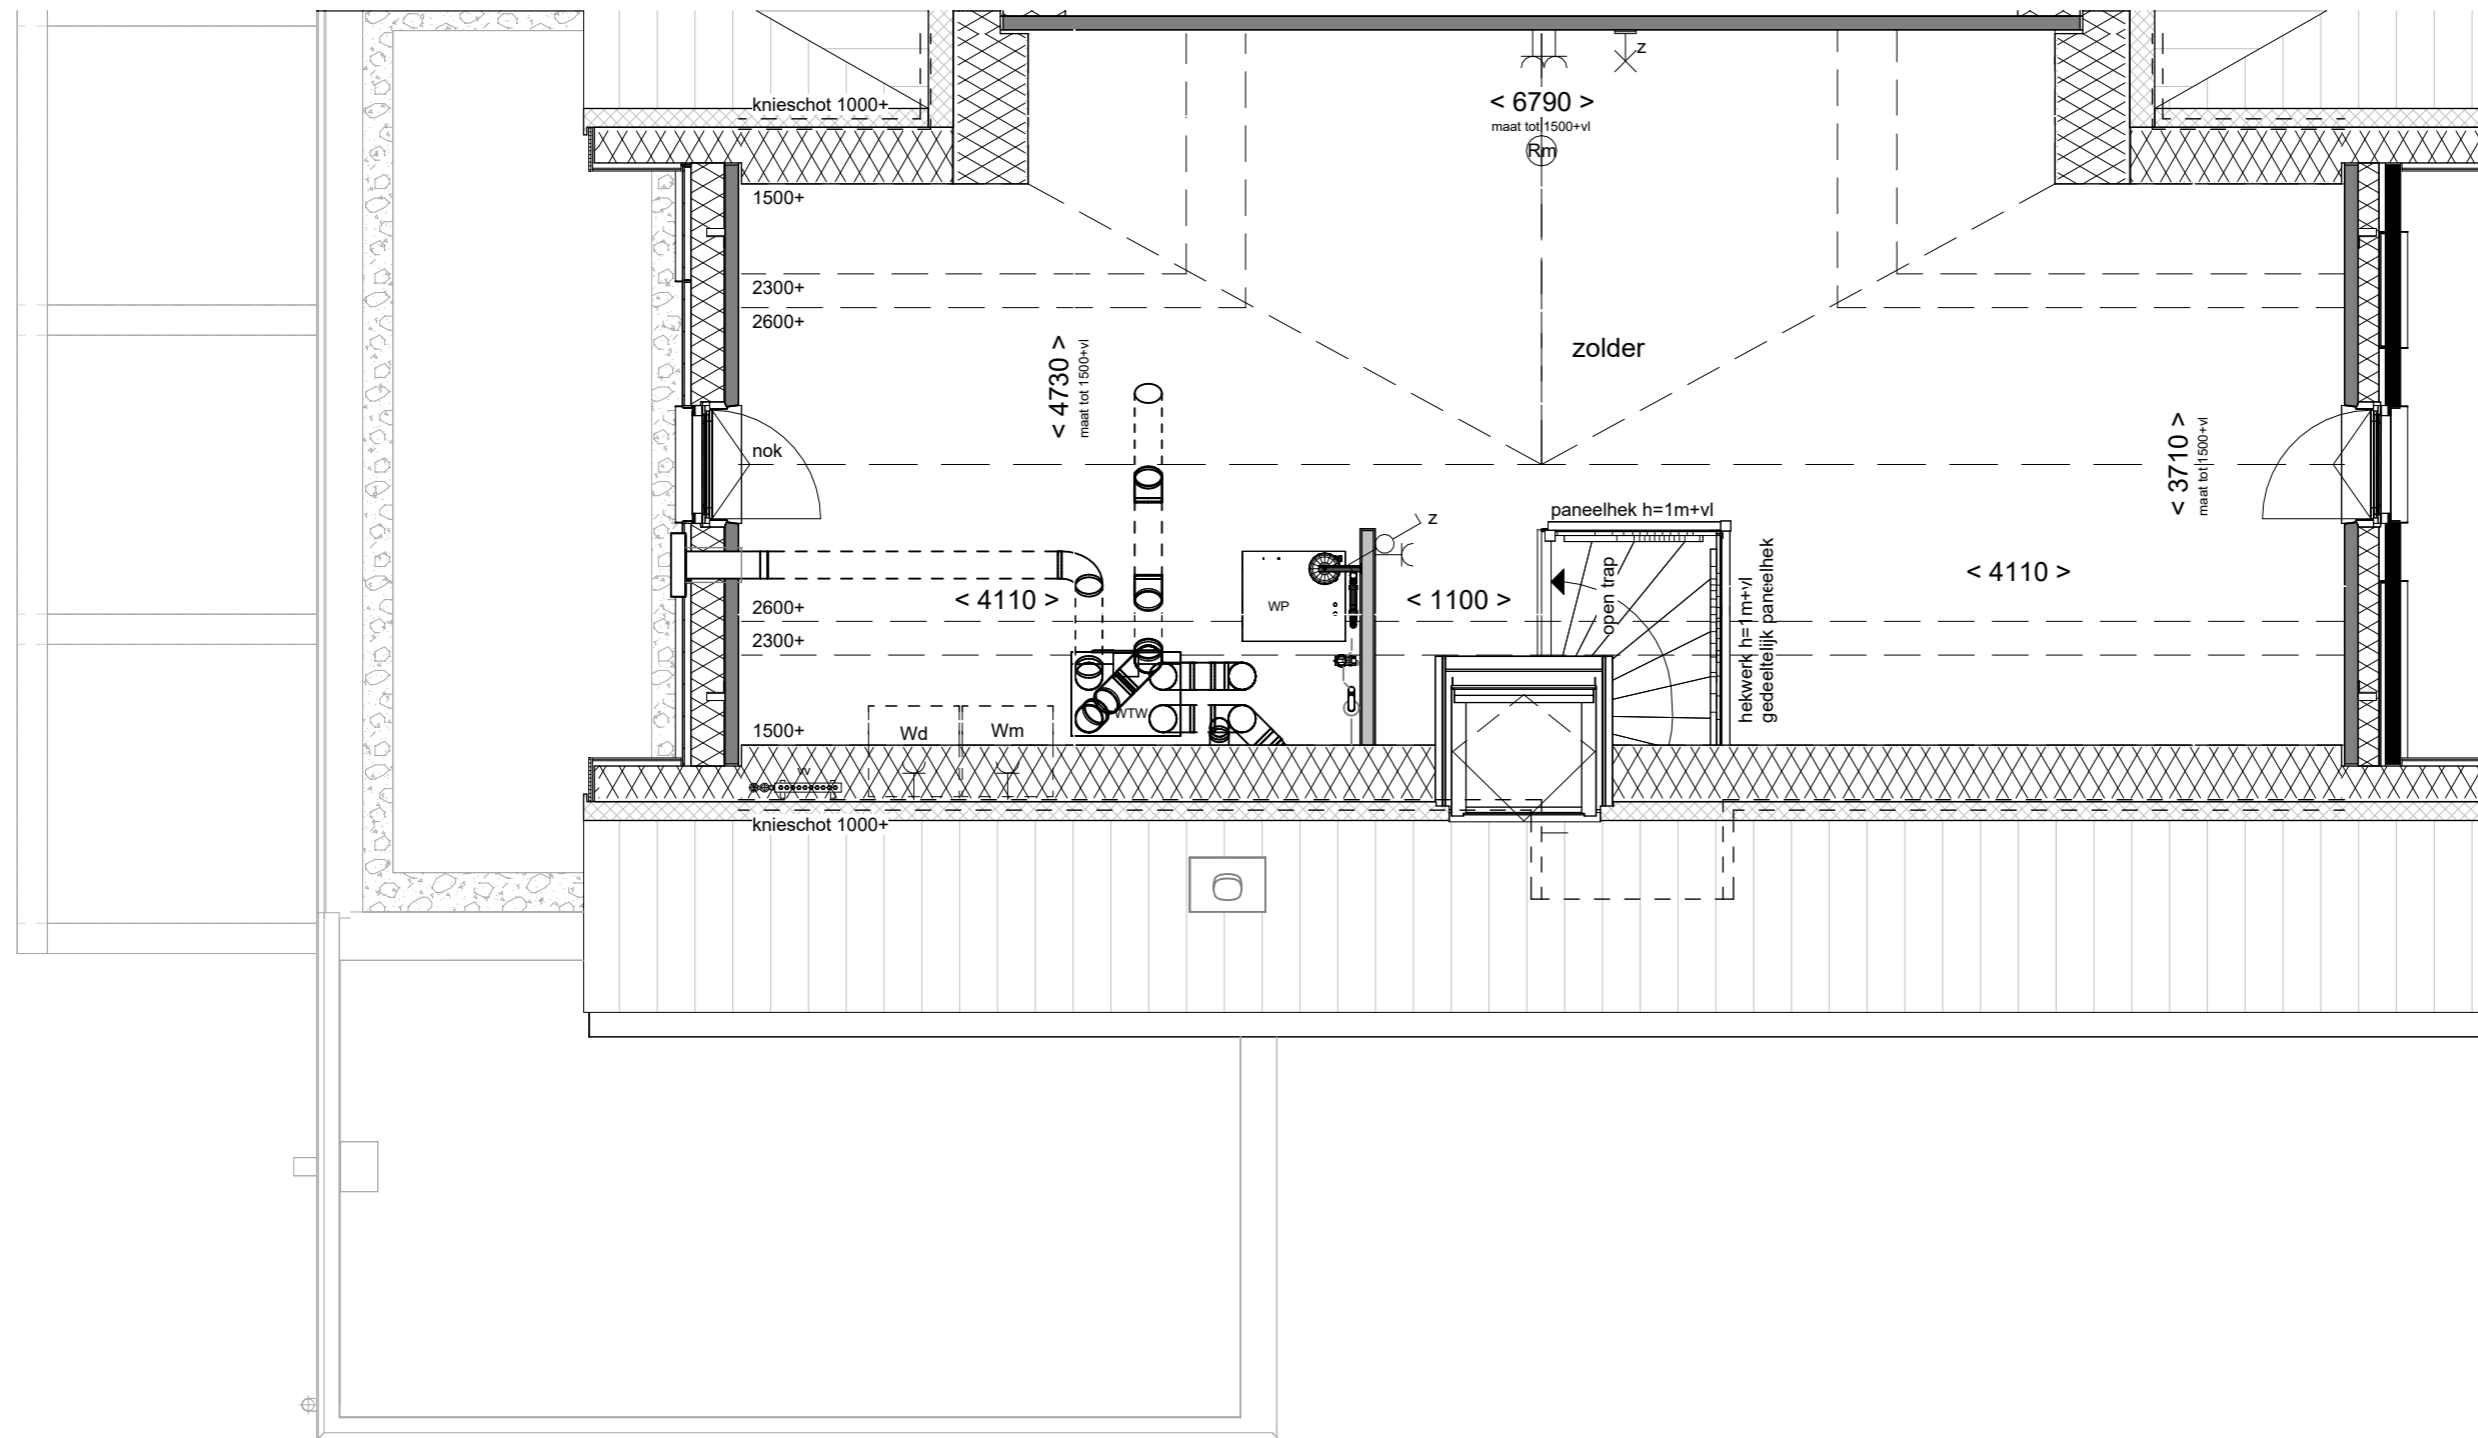 z
knieschot 1000+
< 6790 >
maat tot 1500+vl
Rm
1500+
2300+
2600+
zolder
< 4730 >
maat tot 1500+vl
nok
< 3710 >
maat tot 1500+vl
paneelhek h=1m+vl
z
open trap
hekwerk h=1m+vl
gedeeltelijk paneelhek
< 4110 >
< 4110 >
< 1100 >
WP
2600+
2300+
WTW
1500+
Wd
Wm
vv
knieschot 1000+